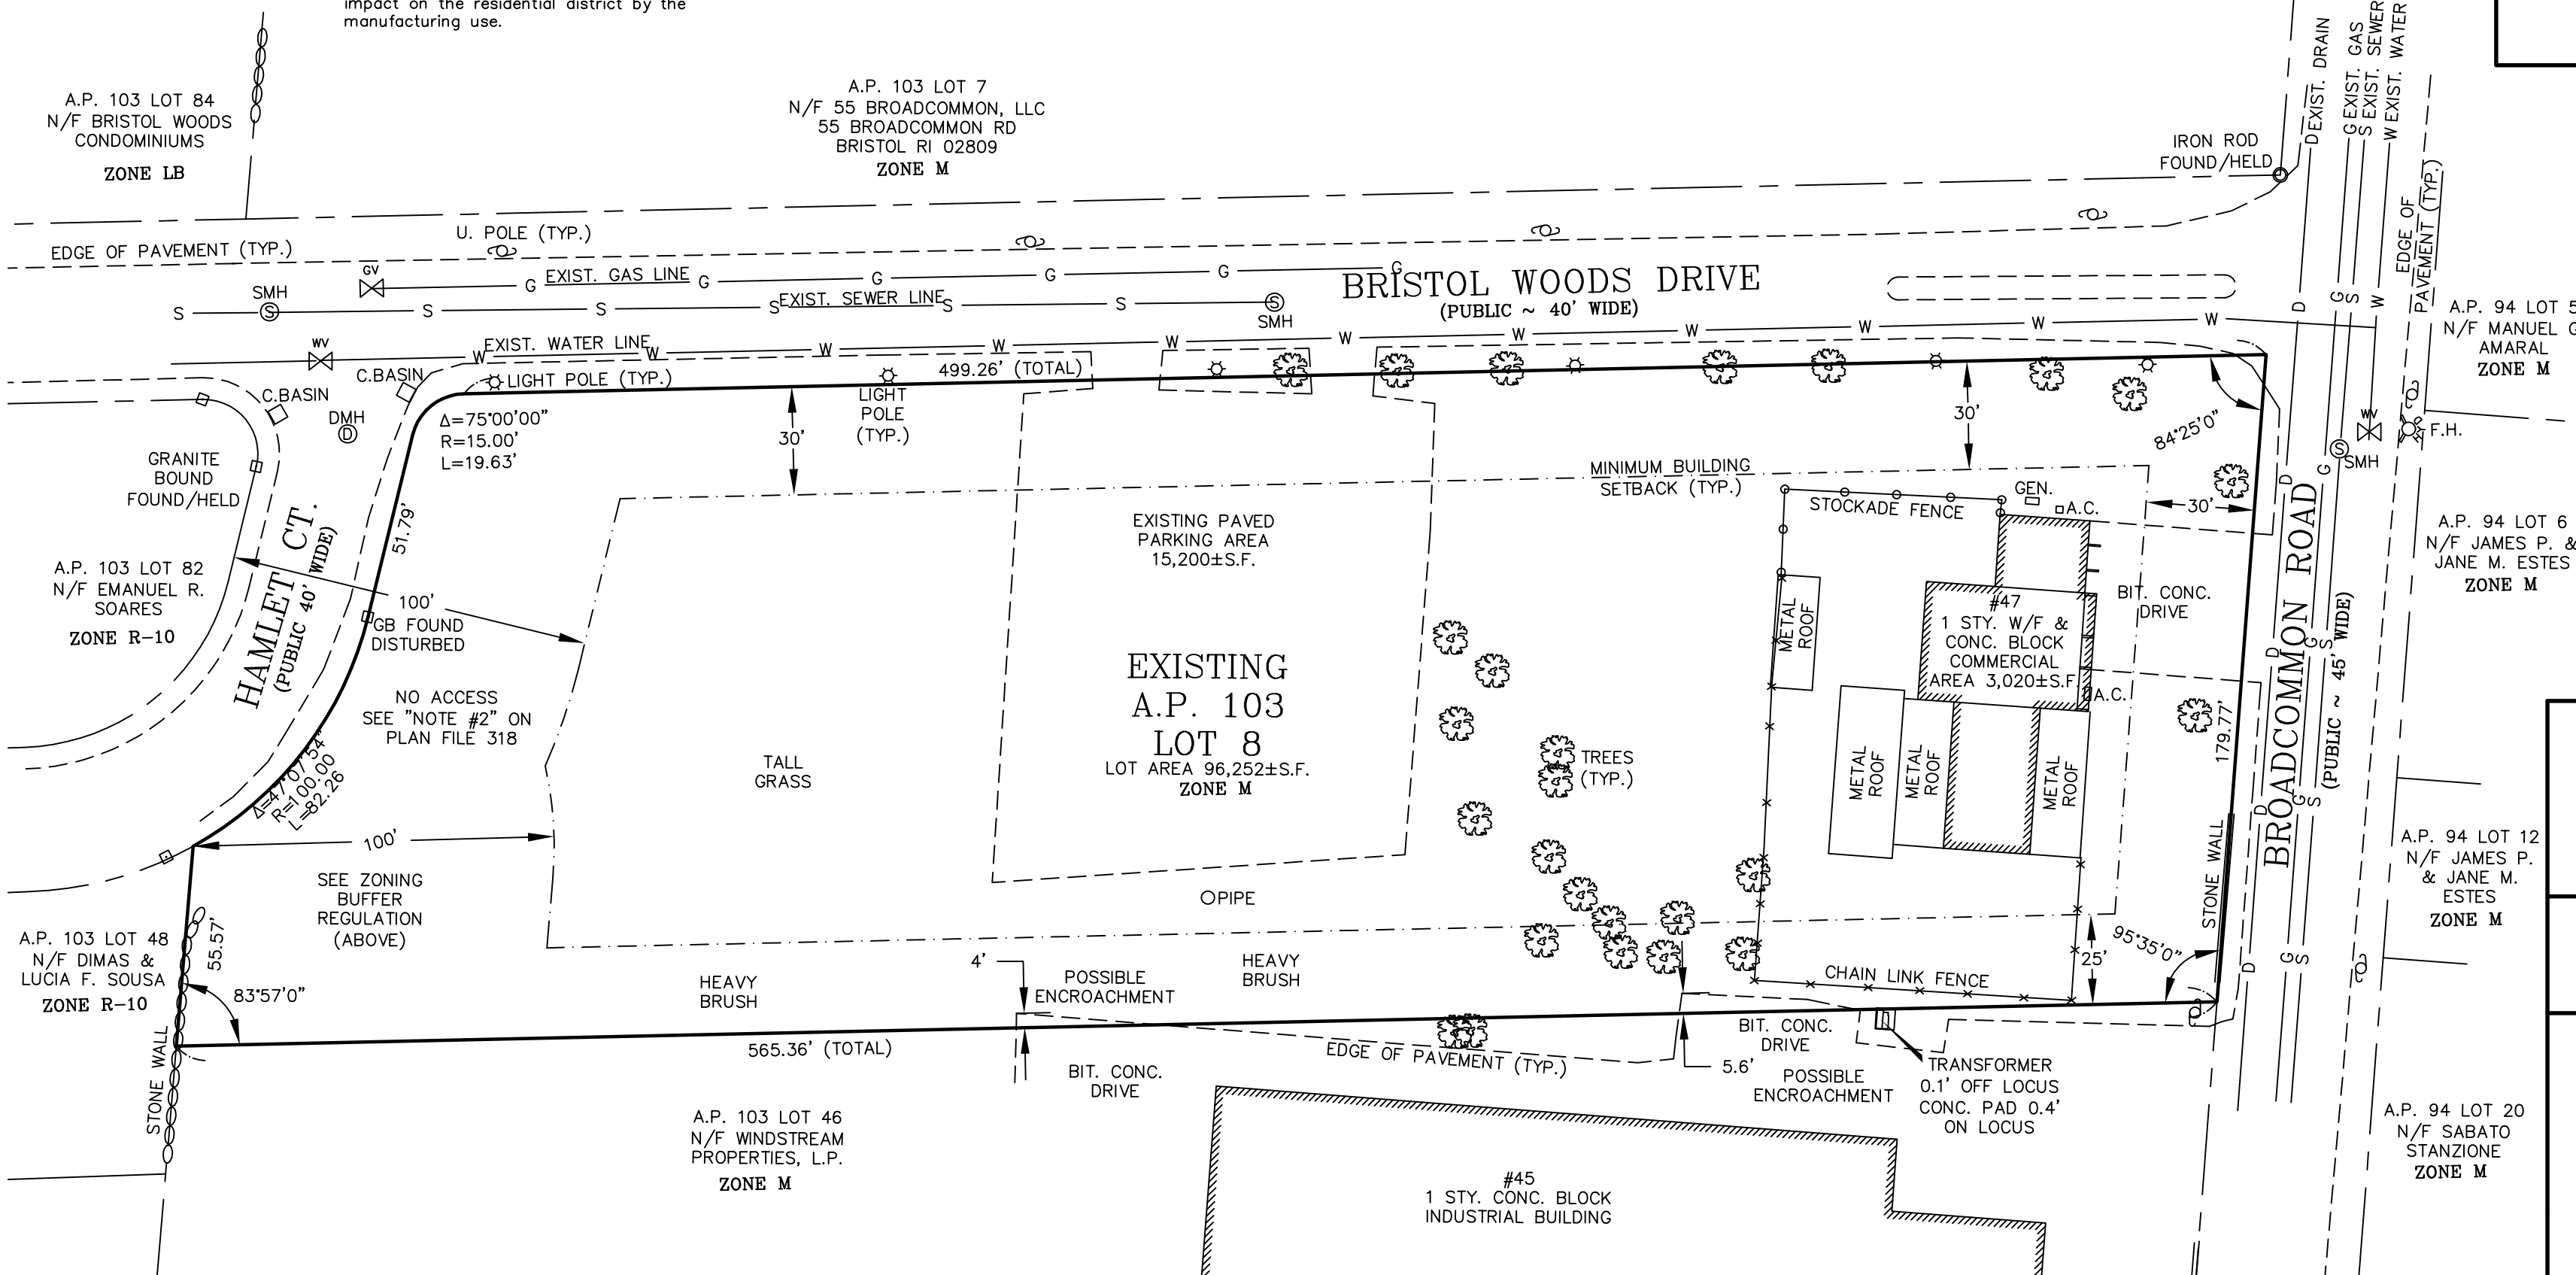 impact on the residential district by the
manufacturing use.
A.P. 103 LOT 84
N/F BRISTOL WOODS
CONDOMINIUMS
ZONE LB
A.P. 103 LOT 7
N/F 55 BROADCOMMON, LLC
55 BROADCOMMON RD
BRISTOL RI 02809
ZONE M
IRON ROD
FOUND/HELD
D EXIST. DRAIN
G EXIST. GAS
S EXIST. SEWER
W EXIST. WATER
EDGE OF
PAVEMENT (TYP.)
EDGE OF PAVEMENT (TYP.)
U. POLE (TYP.)
GV
G
EXIST. GAS LINE
G G G G G
SMH
S
S S S
S
EXIST. SEWER LINE
S S
S
SMH
BRISTOL WOODS DRIVE
(PUBLIC ~ 40' WIDE)
WV
EXIST. WATER LINE
W W W W W W W W W W W
C.BASIN
C.BASIN
DMH
D
LIGHT POLE (TYP.)
499.26' (TOTAL)
LIGHT
POLE
(TYP.)
Δ=75°00'00"
R=15.00'
L=19.63'
30'
30'
84°25'0"
GRANITE
BOUND
FOUND/HELD
HAMLET CT.
(PUBLIC 40' WIDE)
51.79'
100'
GB FOUND
DISTURBED
A.P. 103 LOT 82
N/F EMANUEL R.
SOARES
ZONE R-10
NO ACCESS
SEE "NOTE #2" ON
PLAN FILE 318
Δ=47°07'54"
R=100.00
L=82.26
100'
SEE ZONING
BUFFER
REGULATION
(ABOVE)
A.P. 103 LOT 48
N/F DIMAS &
LUCIA F. SOUSA
ZONE R-10
55.57'
83°57'0"
STONE WALL
TALL
GRASS
EXISTING PAVED
PARKING AREA
15,200±S.F.
EXISTING
A.P. 103
LOT 8
LOT AREA 96,252±S.F.
ZONE M
PIPE
TREES
(TYP.)
MINIMUM BUILDING
SETBACK (TYP.)
STOCKADE FENCE
GEN.
A.C.
30'
METAL
ROOF
#47
1 STY. W/F &
CONC. BLOCK
COMMERCIAL
AREA 3,020±S.F.
A.C.
BIT. CONC.
DRIVE
METAL
ROOF
METAL
ROOF
METAL
ROOF
179.77'
STONE WALL
95°35'0"
25'
CHAIN LINK FENCE
BROADCOMMON ROAD
(PUBLIC ~ 45' WIDE)
D G S W
WV
F.H.
S
SMH
D G
D G S
D G S
D G S
A.P. 94 LOT 5
N/F MANUEL G
AMARAL
ZONE M
A.P. 94 LOT 6
N/F JAMES P. &
JANE M. ESTES
ZONE M
A.P. 94 LOT 12
N/F JAMES P.
& JANE M.
ESTES
ZONE M
A.P. 94 LOT 20
N/F SABATO
STANZIONE
ZONE M
HEAVY
BRUSH
4'
POSSIBLE
ENCROACHMENT
HEAVY
BRUSH
565.36' (TOTAL)
BIT. CONC.
DRIVE
EDGE OF PAVEMENT (TYP.)
BIT. CONC.
DRIVE
5.6'
POSSIBLE
ENCROACHMENT
TRANSFORMER
0.1' OFF LOCUS
CONC. PAD 0.4'
ON LOCUS
A.P. 103 LOT 46
N/F WINDSTREAM
PROPERTIES, L.P.
ZONE M
#45
1 STY. CONC. BLOCK
INDUSTRIAL BUILDING